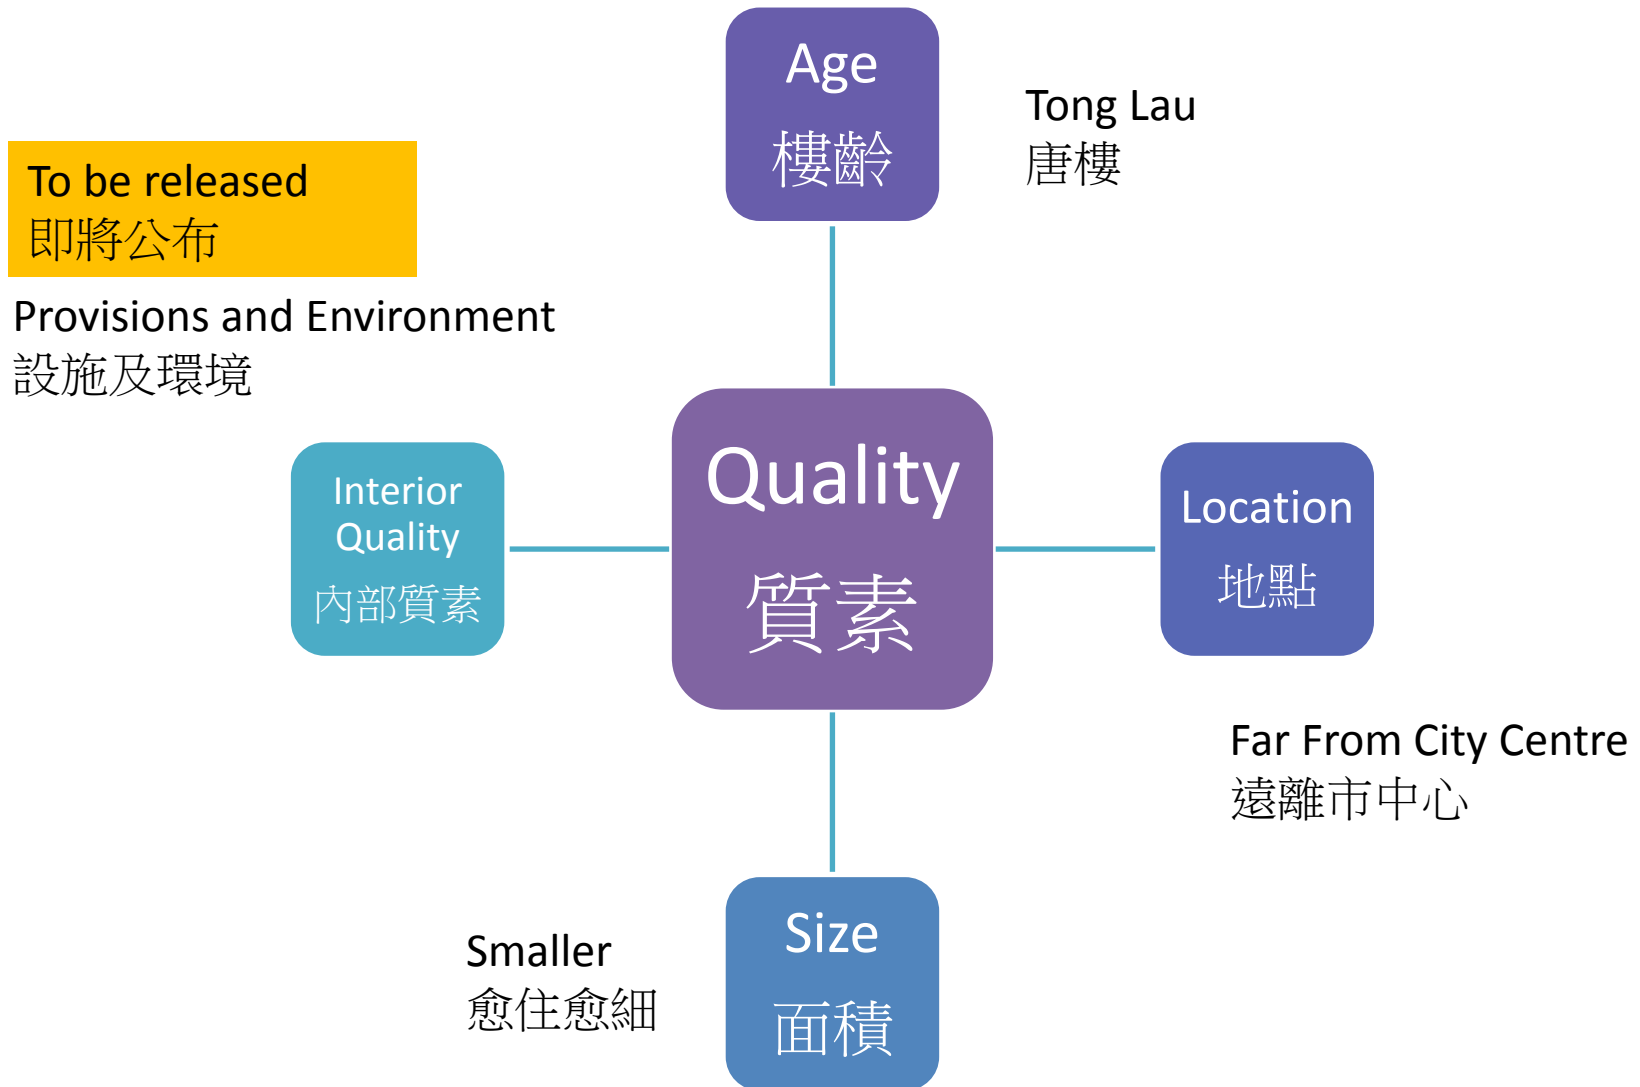 Age
樓齡
Tong Lau
唐樓
To be released
即將公布
Provisions and Environment
設施及環境
Interior
Quality
內部質素
Quality
質素
Location
地點
Far From City Centre
遠離市中心
Smaller
愈住愈細
Size
面積